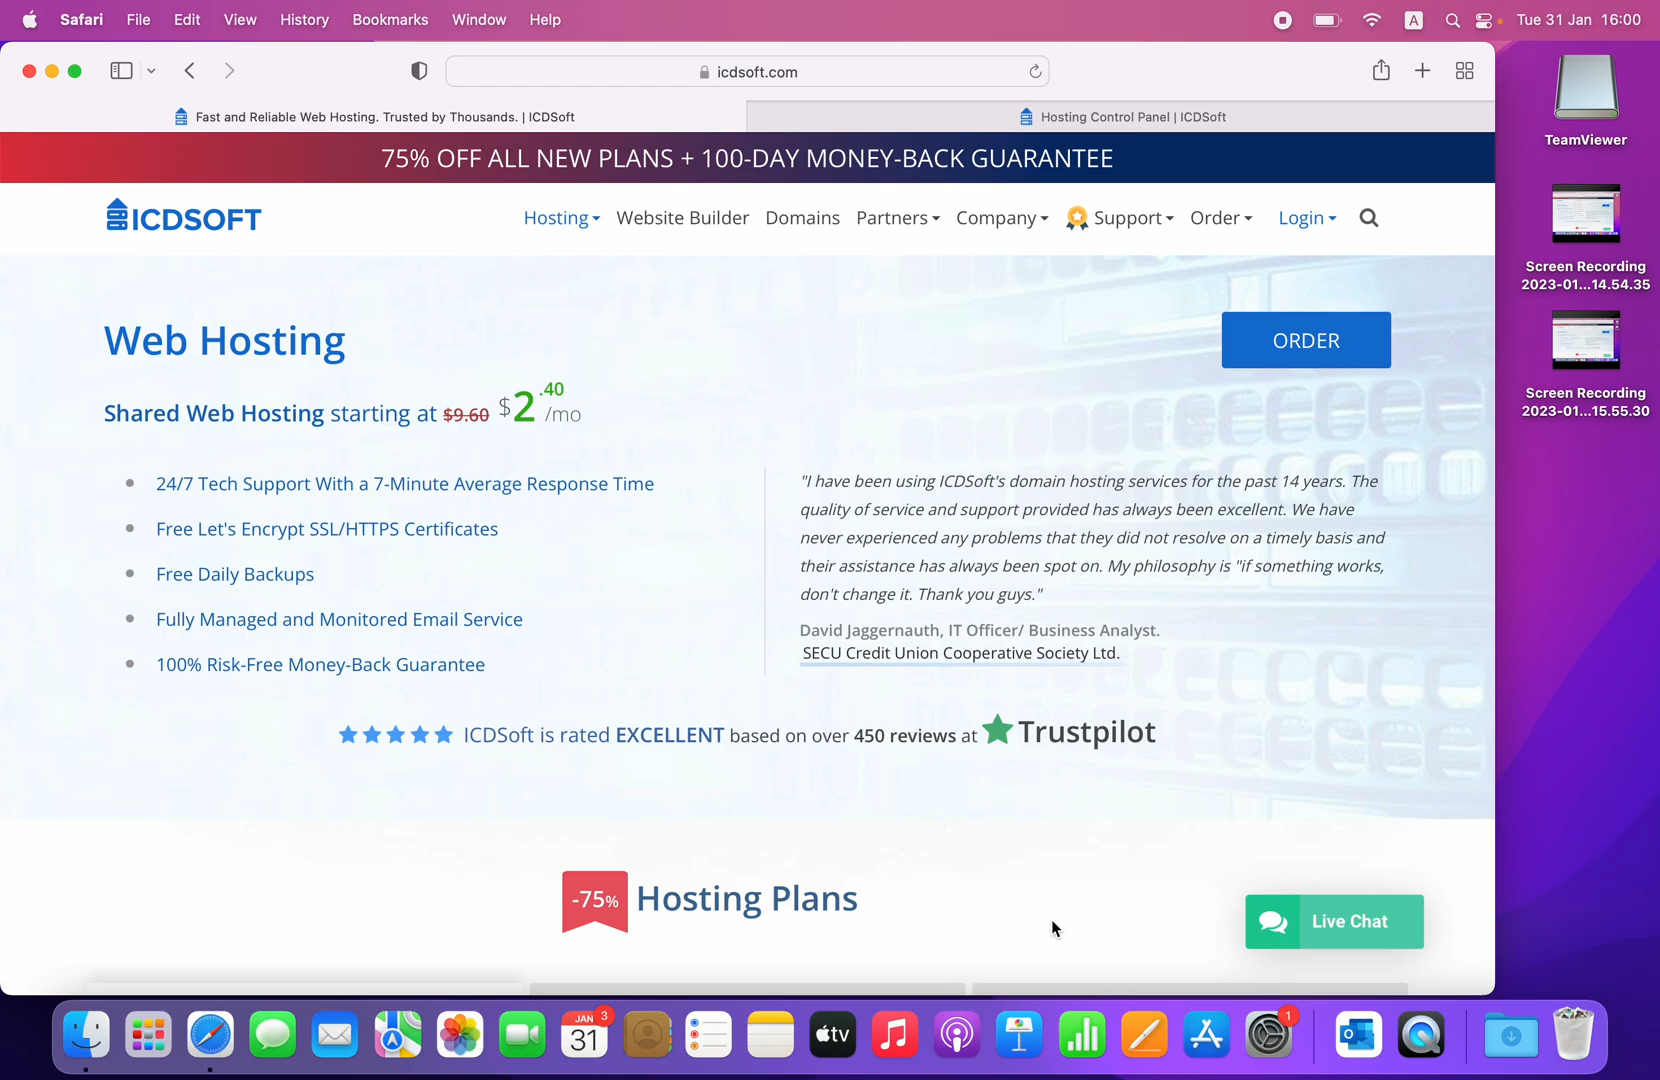 Safari File Edit View History Bookmarks Window Help A Tue 31 Jan 16:00
icdsoft.com
Fast and Reliable Web Hosting. Trusted by Thousands. | ICDSoft
Hosting Control Panel | ICDSoft
75% OFF ALL NEW PLANS + 100-DAY MONEY-BACK GUARANTEE
ICDSOFT
Hosting Website Builder Domains Partners Company Support Order Login
Web Hosting
ORDER
Shared Web Hosting starting at $9.60 $2.40 /mo
24/7 Tech Support With a 7-Minute Average Response Time
Free Let's Encrypt SSL/HTTPS Certificates
Free Daily Backups
Fully Managed and Monitored Email Service
100% Risk-Free Money-Back Guarantee
"I have been using ICDSoft's domain hosting services for the past 14 years. The
quality of service and support provided has always been excellent. We have
never experienced any problems that they did not resolve on a timely basis and
their assistance has always been spot on. My philosophy is "if something works,
don't change it. Thank you guys."
David Jaggernauth, IT Officer/ Business Analyst.
SECU Credit Union Cooperative Society Ltd.
ICDSoft is rated EXCELLENT based on over 450 reviews at Trustpilot
-75% Hosting Plans
Live Chat
TeamViewer
Screen Recording
2023-01...14.54.35
Screen Recording
2023-01...15.55.30
JAN 3
31
tv
1